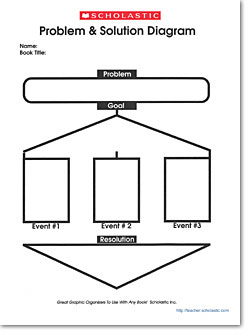 SCHOLASTIC
Problem & Solution Diagram
Name:
Book Title:
Problem
Goal
Event #1
Event # 2
Event #3
Resolution
Great Graphic Organizers To Use With Any Book! Scholastic Inc.
http://teacher.scholastic.com